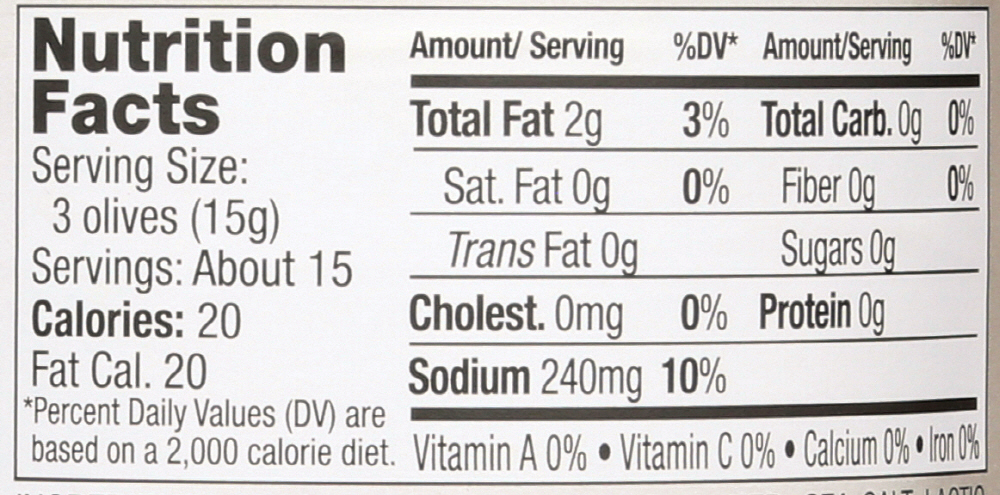 Nutrition
Facts
Serving Size:
3 olives (15g)
Servings: About 15
Calories: 20
Fat Cal. 20
*Percent Daily Values (DV) are
based on a 2,000 calorie diet.
Amount/ Serving %DV* Amount/Serving %DV*
Total Fat 2g 3% Total Carb. 0g 0%
Sat. Fat 0g 0% Fiber 0g 0%
Trans Fat 0g Sugars 0g
Cholest. 0mg 0% Protein 0g
Sodium 240mg 10%
Vitamin A 0% • Vitamin C 0% • Calcium 0% • Iron 0%